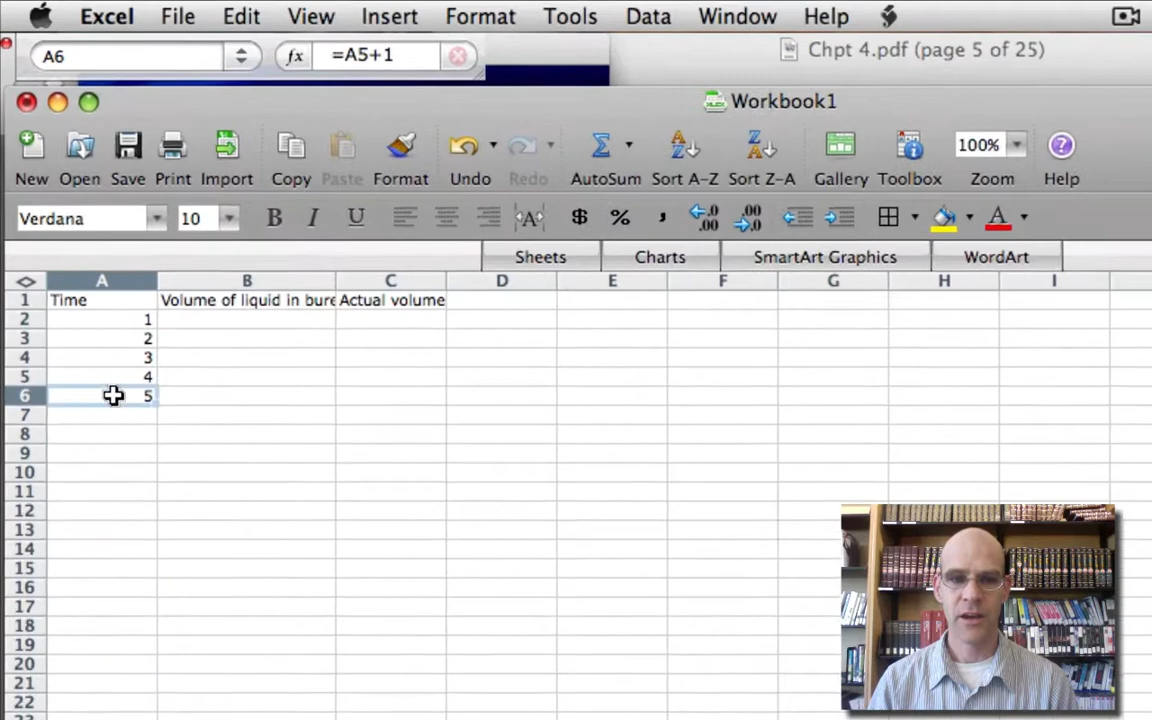 Excel File Edit View Insert Format Tools Data Window Help
A6 fx =A5+1 Chpt 4.pdf (page 5 of 25)
Workbook1
New Open Save Print Import Copy Paste Format Undo Redo AutoSum Sort A-Z Sort Z-A Gallery Toolbox 100% Zoom Help
Verdana 10 B I U A $ % , .0 .00 .00 .0 A
Sheets Charts SmartArt Graphics WordArt
A B C D E F G H I
1 Time Volume of liquid in bure Actual volume
2 1
3 2
4 3
5 4
6 5
7
8
9
10
11
12
13
14
15
16
17
18
19
20
21
22